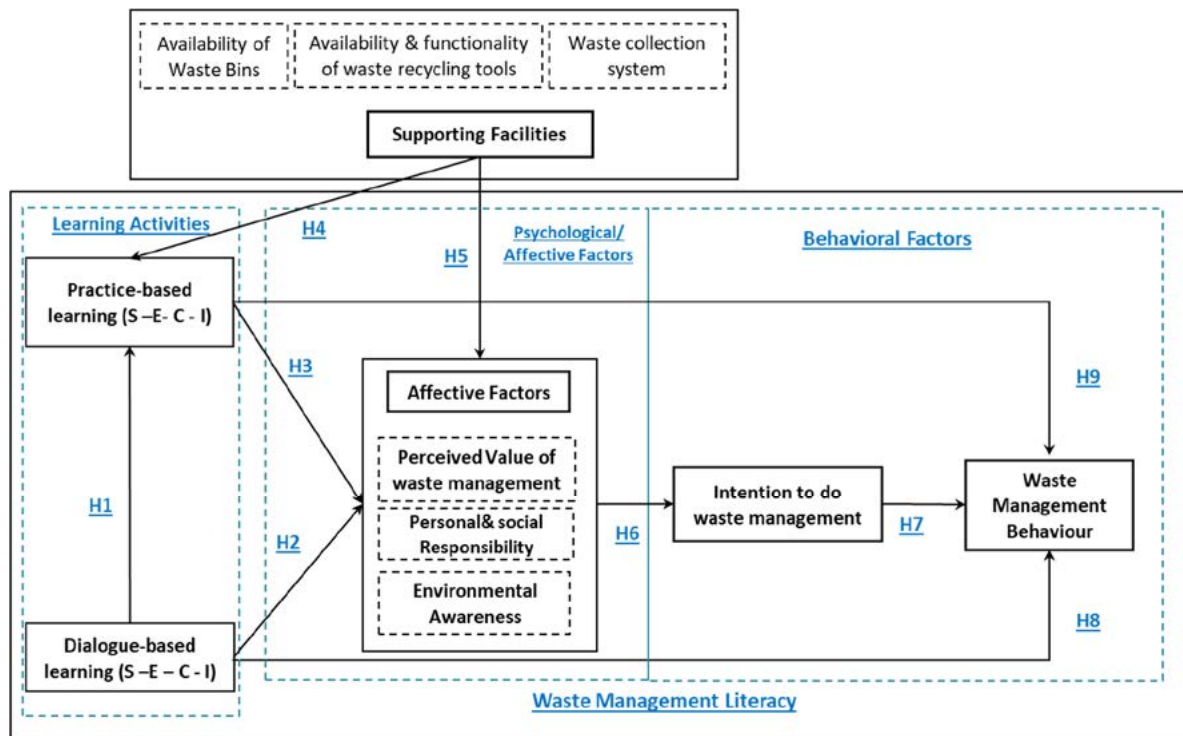 Availability of
Waste Bins
Availability & functionality
of waste recycling tools
Waste collection
system
Supporting Facilities
Learning Activities
H4
H5
Psychological/
Affective Factors
Behavioral Factors
Practice-based
learning (S –E- C - I)
H3
Affective Factors
H9
Perceived Value of
waste management
Personal& social
Responsibility
Environmental
Awareness
H1
H2
H6
Intention to do
waste management
H7
Waste
Management
Behaviour
H8
Dialogue-based
learning (S –E – C - I)
Waste Management Literacy